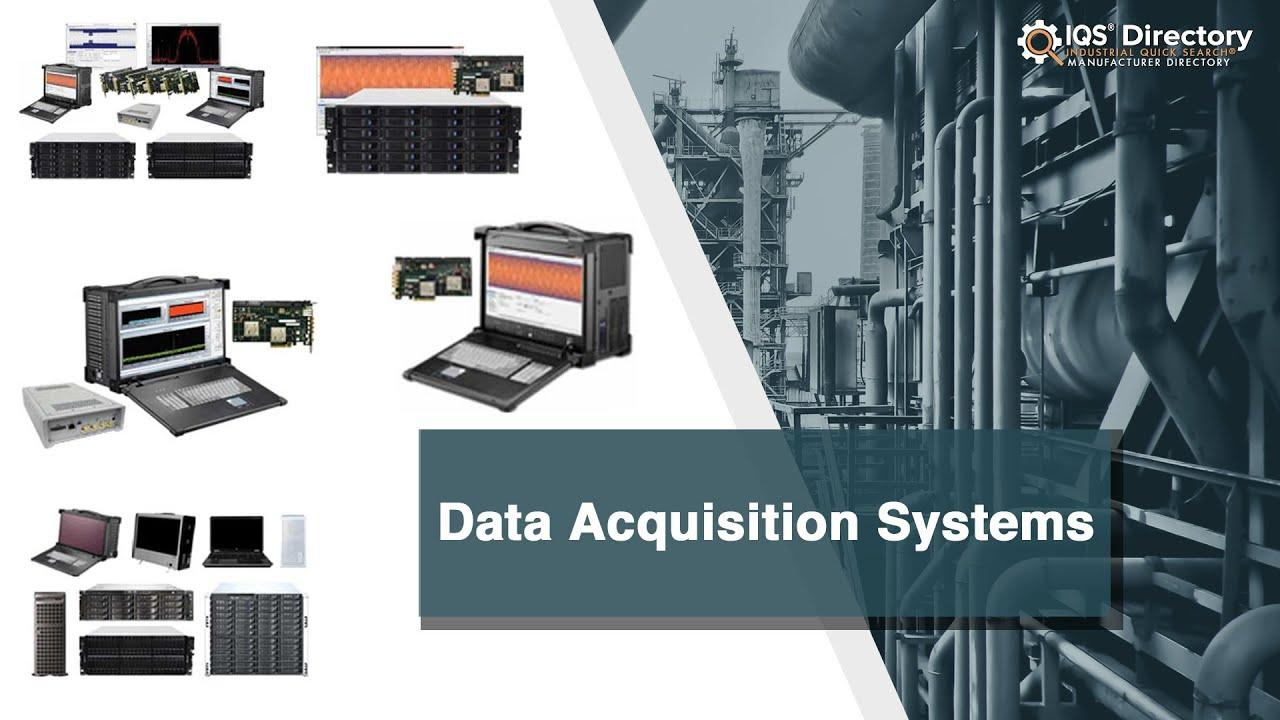 IQS® Directory
INDUSTRIAL QUICK SEARCH®
MANUFACTURER DIRECTORY
Data Acquisition Systems